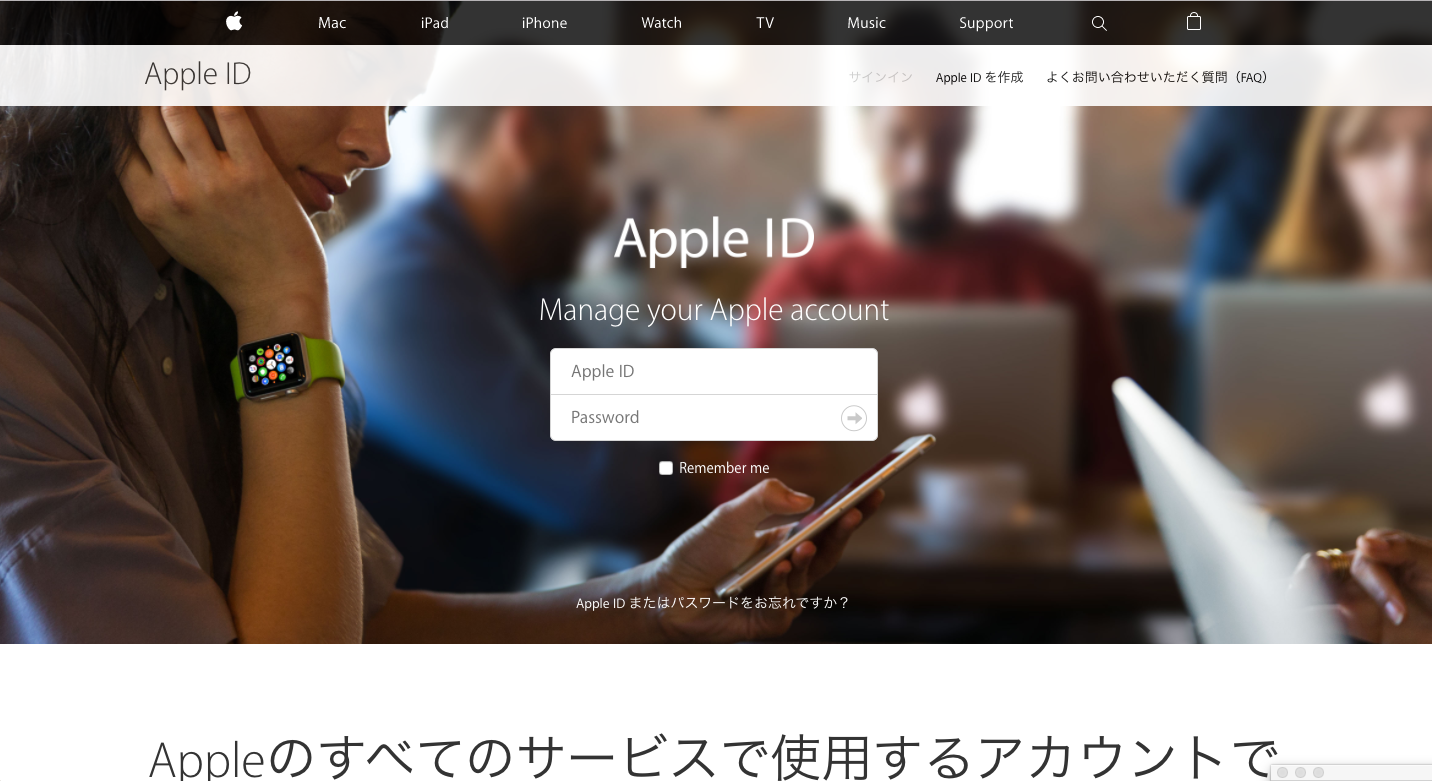 Mac iPad iPhone Watch TV Music Support
Apple ID サインイン Apple ID を作成 よくお問い合わせいただく質問（FAQ）
Apple ID
Manage your Apple account
Apple ID
Password
Remember me
Apple ID またはパスワードをお忘れですか？
Appleのすべてのサービスで使用するアカウントで